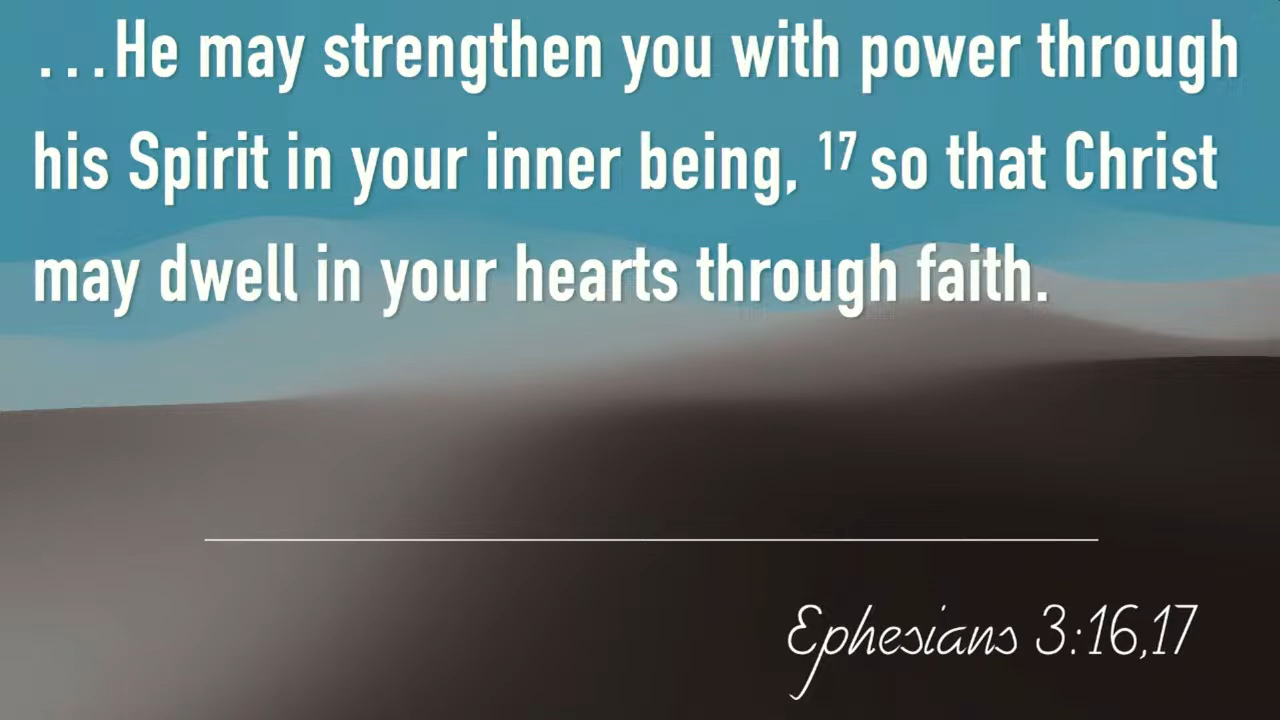 ...He may strengthen you with power through
his Spirit in your inner being, ¹⁷ so that Christ
may dwell in your hearts through faith.
Ephesians 3:16,17